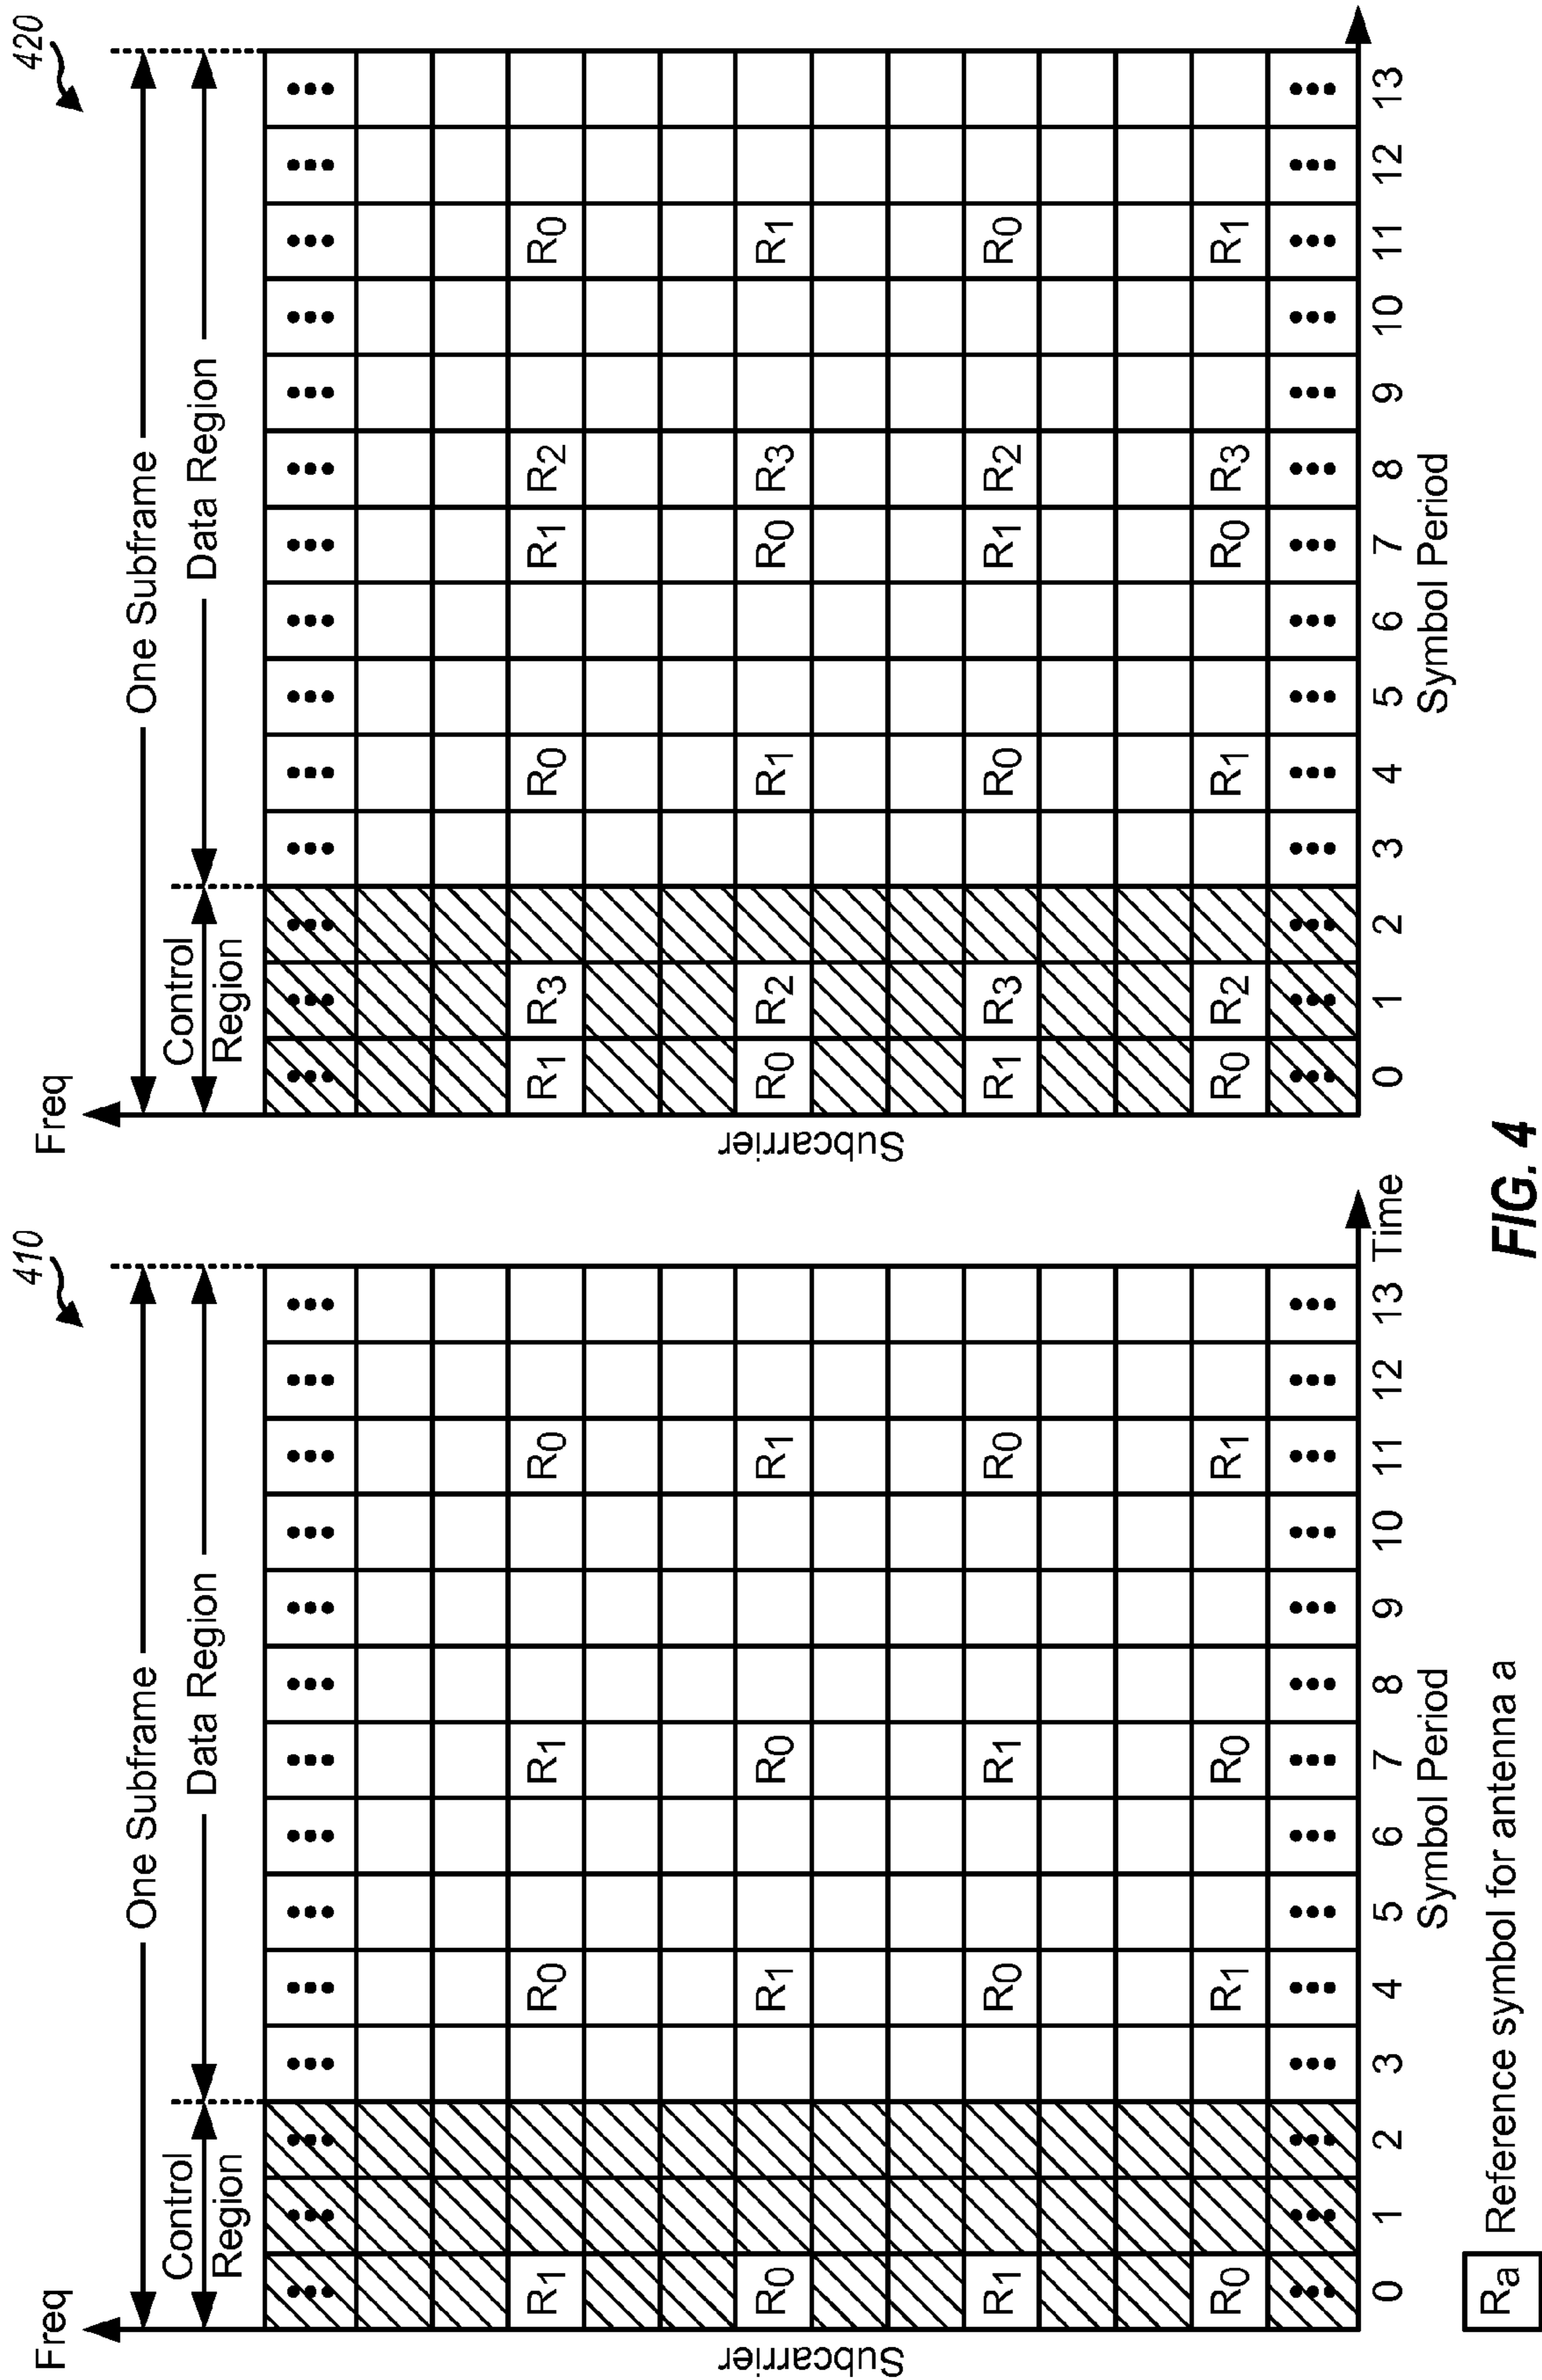 410
Freq
One Subframe
Control
Region
Data Region
Subcarrier
••• ••• ••• ••• ••• ••• ••• ••• ••• ••• ••• ••• ••• •••
R1 R0 R1 R0
R0 R1 R0 R1
R1 R0 R1 R0
R0 R1 R0 R1
••• ••• ••• ••• ••• ••• ••• ••• ••• ••• ••• ••• ••• •••
0 1 2 3 4 5 6 7 8 9 10 11 12 13
Time
Symbol Period
420
Freq
One Subframe
Control
Region
Data Region
Subcarrier
••• ••• ••• ••• ••• ••• ••• ••• ••• ••• ••• ••• ••• •••
R1 R3 R0 R1 R2 R0
R0 R2 R1 R0 R3 R1
R1 R3 R0 R1 R2 R0
R0 R2 R1 R0 R3 R1
••• ••• ••• ••• ••• ••• ••• ••• ••• ••• ••• ••• ••• •••
0 1 2 3 4 5 6 7 8 9 10 11 12 13
Symbol Period
Ra Reference symbol for antenna a
FIG. 4